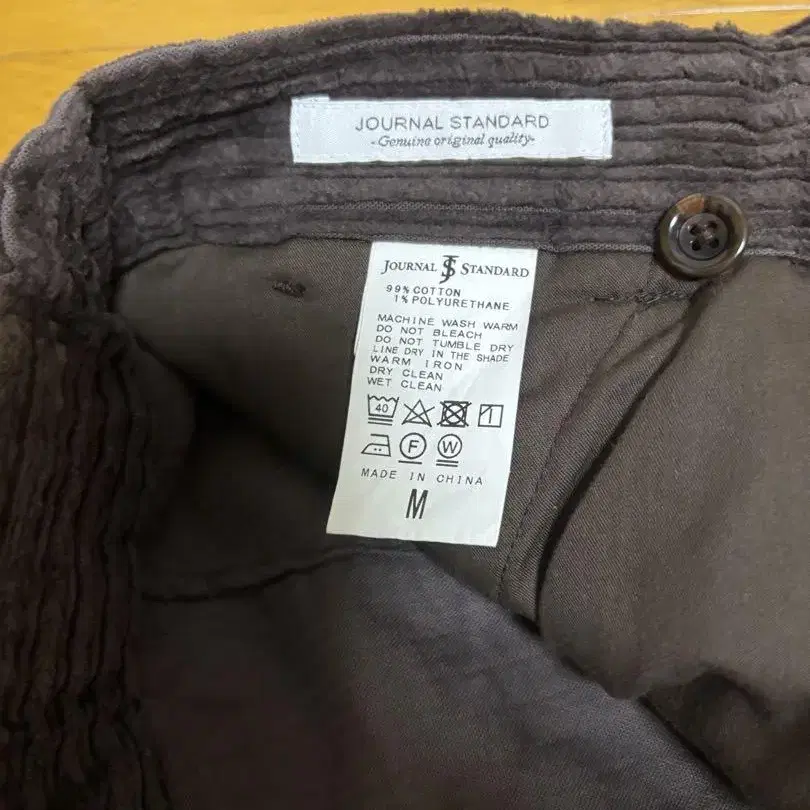 JOURNAL STANDARD
-Genuine original quality-
JOURNAL JS STANDARD
99% COTTON
1% POLYURETHANE
MACHINE WASH WARM
DO NOT BLEACH
DO NOT TUMBLE DRY
LINE DRY IN THE SHADE
WARM IRON
DRY CLEAN
WET CLEAN
40
F W
MADE IN CHINA
M